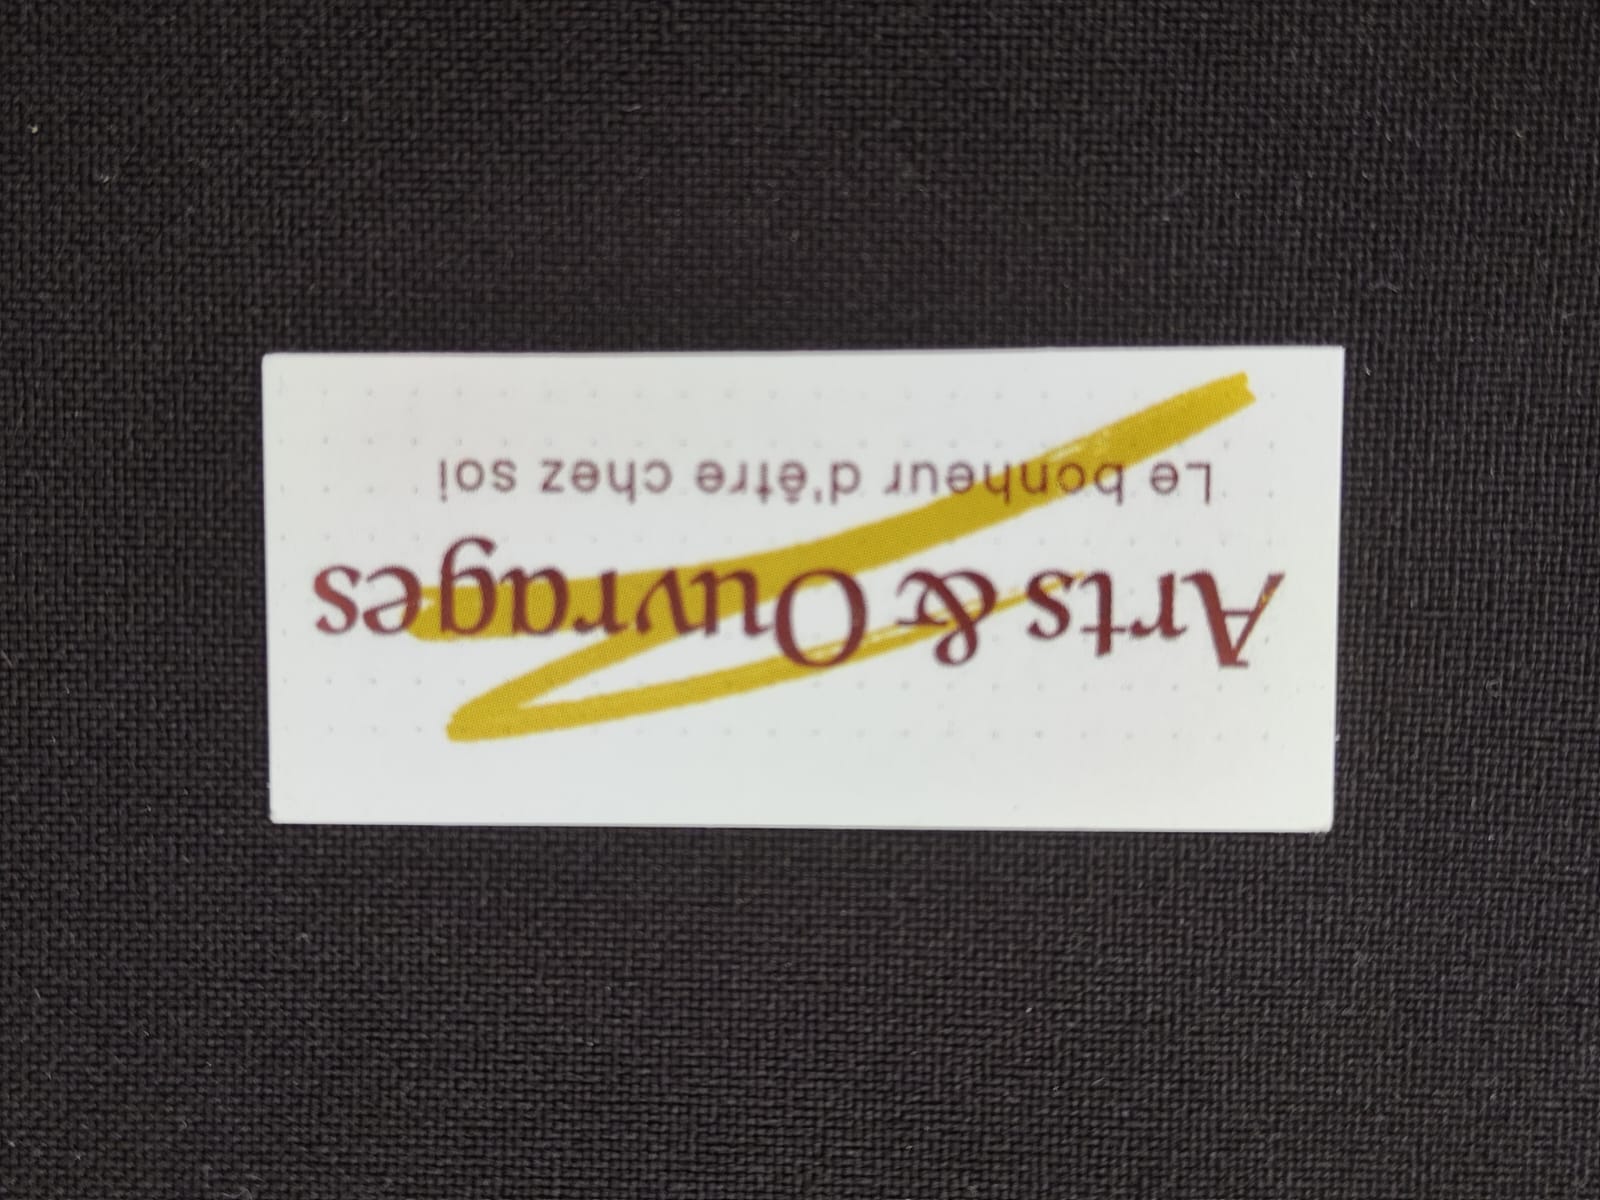 Arts & Ouvrages
Le bonheur d'être chez soi